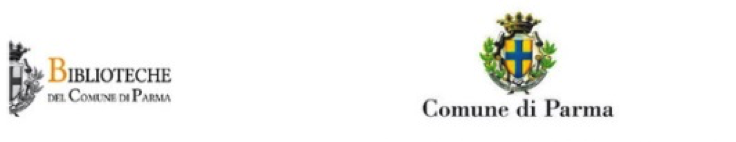 BIBLIOTECHE
DEL COMUNE DI PARMA
Comune di Parma